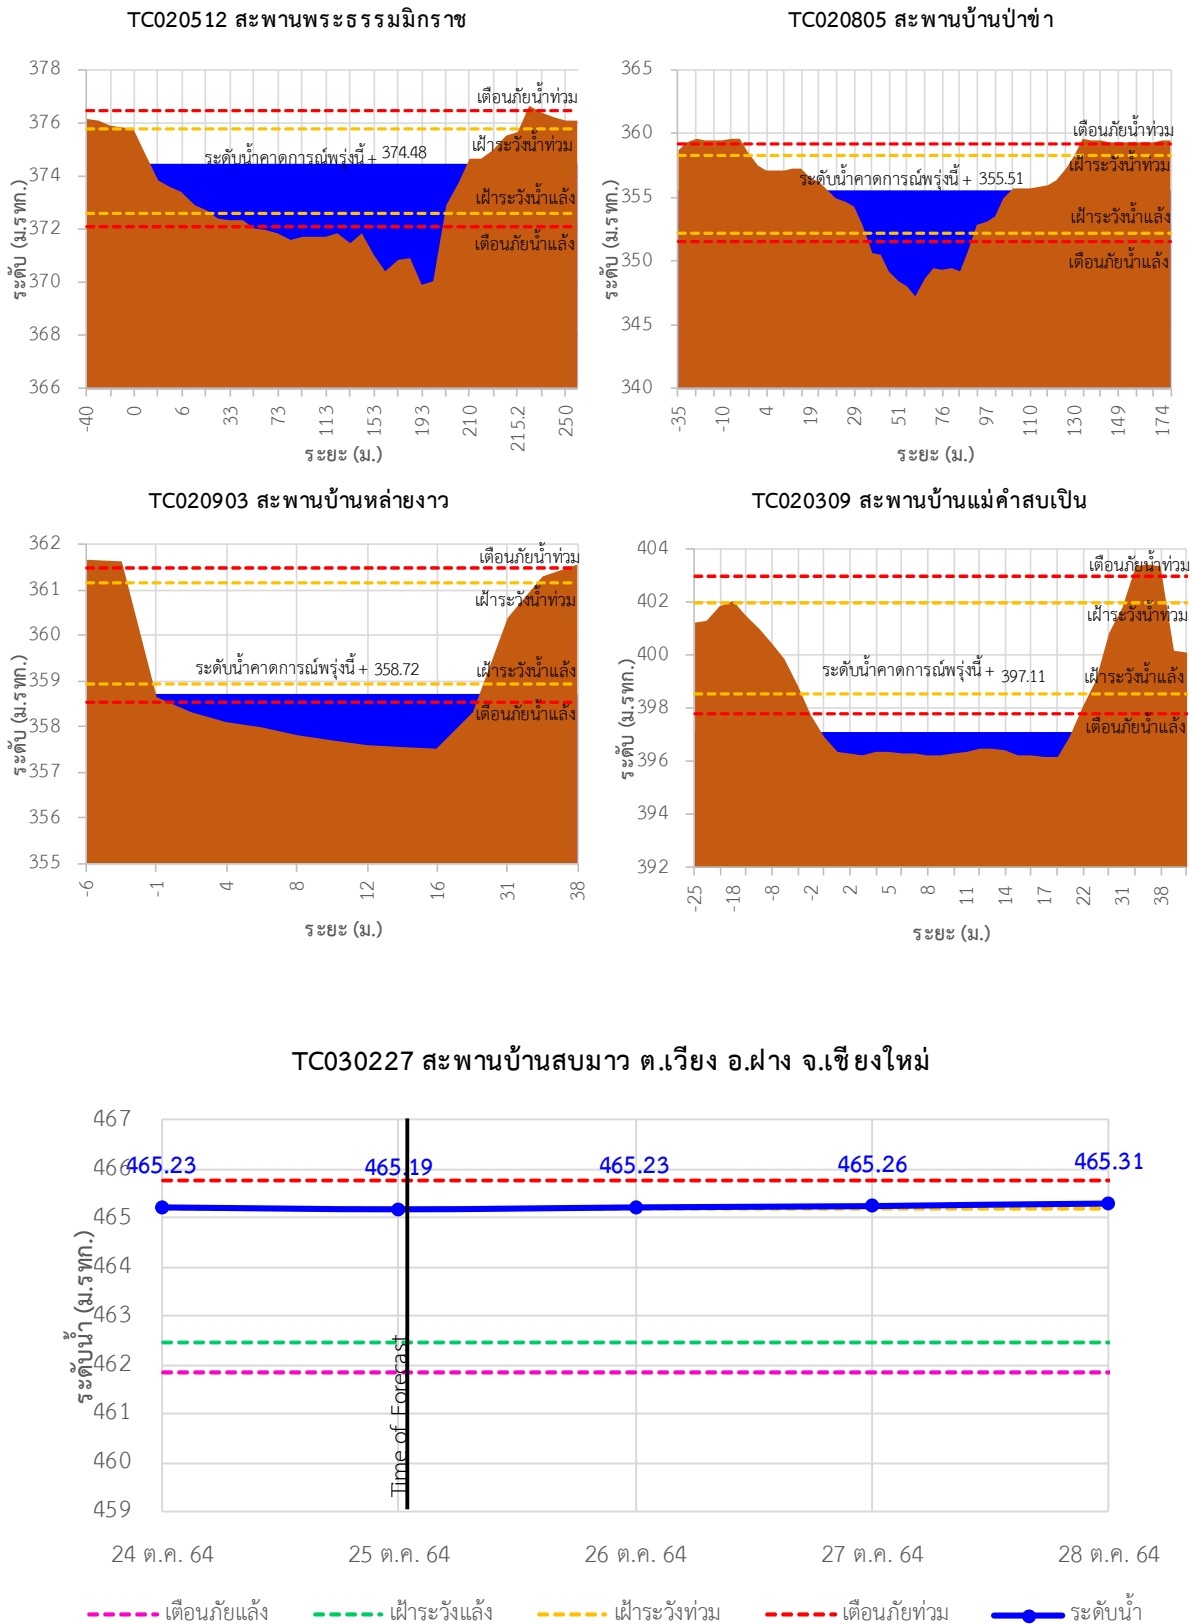 TC020512 สะพานพระธรรมมิกราช
378
376
374
372
370
368
366
ระดับ (ม.รทก.)
เตือนภัยน้ำท่วม
เฝ้าระวังน้ำท่วม
ระดับน้ำคาดการณ์พรุ่งนี้ + 374.48
เฝ้าระวังน้ำแล้ง
เตือนภัยน้ำแล้ง
-40 0 6 33 73 113 153 193 210 215.2 250
ระยะ (ม.)
TC020805 สะพานบ้านป่าข่า
365
360
355
350
345
340
ระดับ (ม.รทก.)
เตือนภัยน้ำท่วม
เฝ้าระวังน้ำท่วม
ระดับน้ำคาดการณ์พรุ่งนี้ + 355.51
เฝ้าระวังน้ำแล้ง
เตือนภัยน้ำแล้ง
-35 -10 4 19 29 51 76 97 110 130 149 174
ระยะ (ม.)
TC020903 สะพานบ้านหล่ายงาว
362
361
360
359
358
357
356
355
ระดับ (ม.รทก.)
เตือนภัยน้ำท่วม
เฝ้าระวังน้ำท่วม
ระดับน้ำคาดการณ์พรุ่งนี้ + 358.72
เฝ้าระวังน้ำแล้ง
เตือนภัยน้ำแล้ง
-6 -1 4 8 12 16 31 38
ระยะ (ม.)
TC020309 สะพานบ้านแม่คำสบเปิน
404
402
400
398
396
394
392
ระดับ (ม.รทก.)
เตือนภัยน้ำท่วม
เฝ้าระวังน้ำท่วม
ระดับน้ำคาดการณ์พรุ่งนี้ + 397.11
เฝ้าระวังน้ำแล้ง
เตือนภัยน้ำแล้ง
-25 -18 -8 -2 2 5 8 11 14 17 22 31 38
ระยะ (ม.)
TC030227 สะพานบ้านสบมาว ต.เวียง อ.ฝาง จ.เชียงใหม่
467
466
465
464
463
462
461
460
459
ระดับน้ำ (ม.รทก.)
465.23 465.19 465.23 465.26 465.31
Time of Forecast
24 ต.ค. 64 25 ต.ค. 64 26 ต.ค. 64 27 ต.ค. 64 28 ต.ค. 64
เตือนภัยแล้ง เฝ้าระวังแล้ง เฝ้าระวังท่วม เตือนภัยท่วม ระดับน้ำ